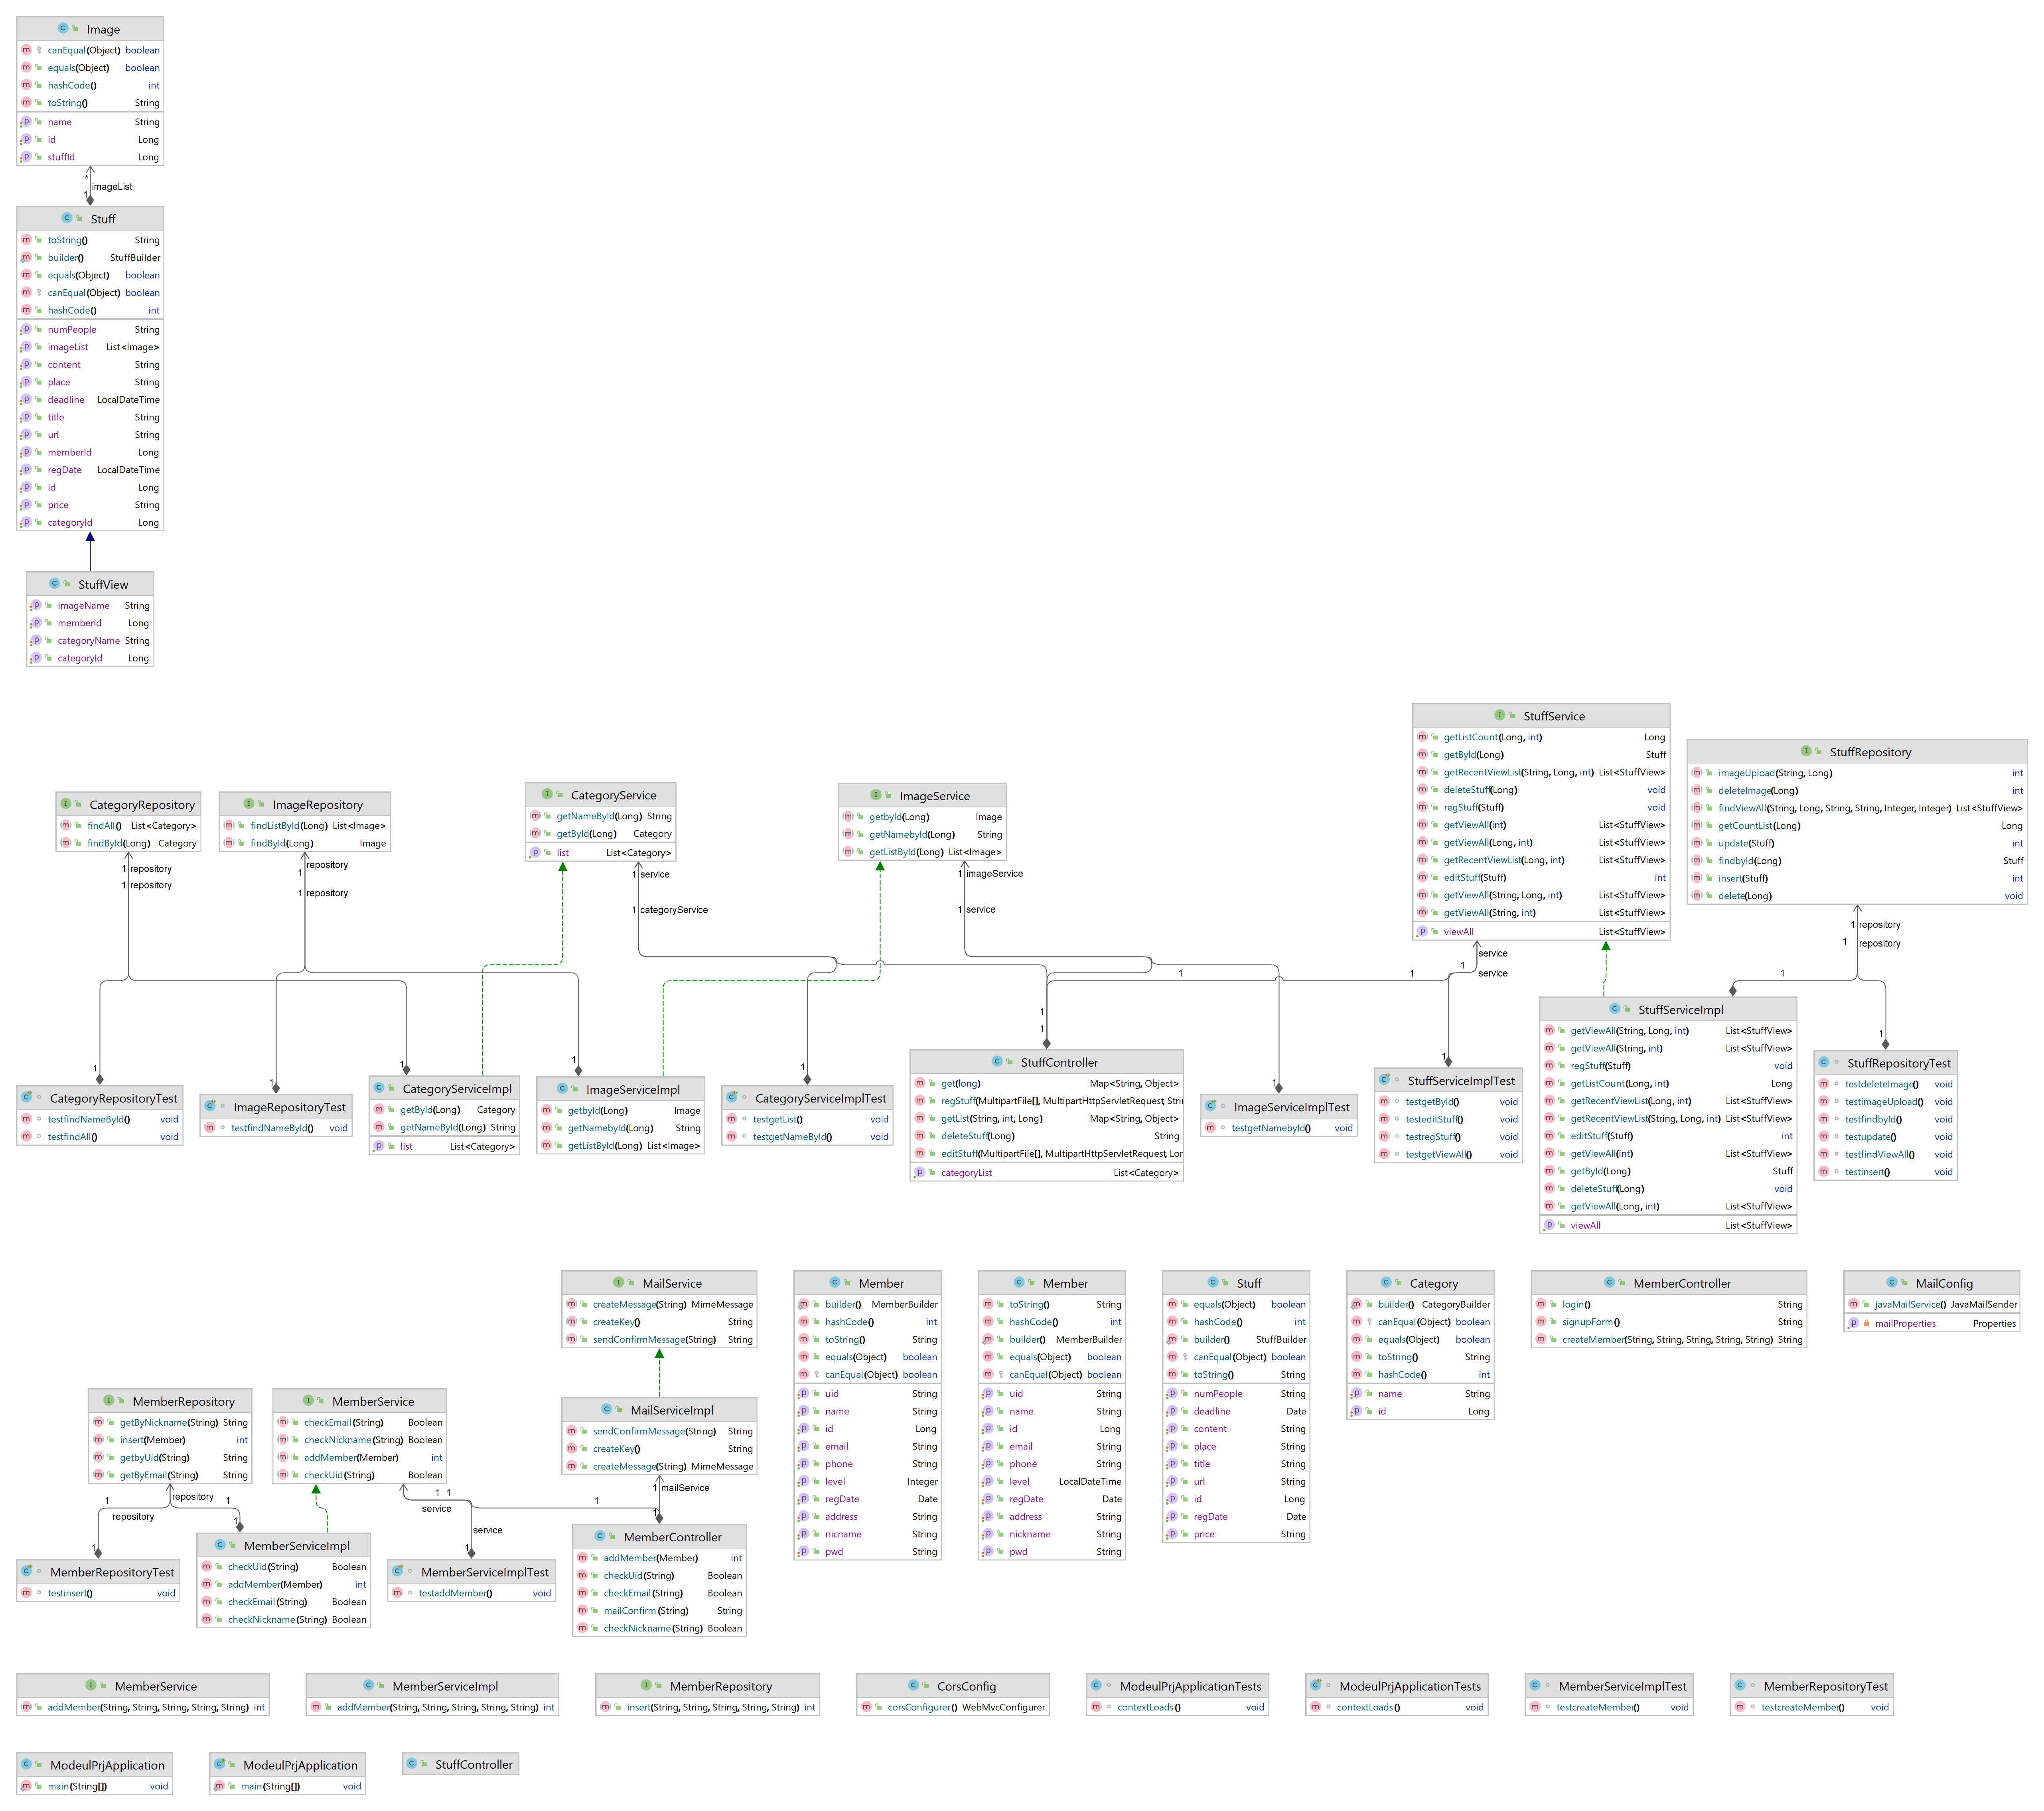 Image
canEqual(Object) boolean
equals(Object) boolean
hashCode() int
toString() String
name String
id Long
stuffId Long
*
imageList
1
Stuff
toString() String
builder() StuffBuilder
equals(Object) boolean
canEqual(Object) boolean
hashCode() int
numPeople String
imageList List<Image>
content String
place String
deadline LocalDateTime
title String
url String
memberId Long
regDate LocalDateTime
id Long
price String
categoryId Long
StuffView
imageName String
memberId Long
categoryName String
categoryId Long
CategoryRepository
findAll() List<Category>
findById(Long) Category
1 repository
1 repository
ImageRepository
findListById(Long) List<Image>
findById(Long) Image
repository
1
1 repository
CategoryService
getNameById(Long) String
getById(Long) Category
list List<Category>
1 service
1 categoryService
ImageService
getbyId(Long) Image
getNamebyId(Long) String
getListById(Long) List<Image>
1 imageService
1 service
StuffService
getListCount(Long, int) Long
getById(Long) Stuff
getRecentViewList(String, Long, int) List<StuffView>
deleteStuff(Long) void
regStuff(Stuff) void
getViewAll(int) List<StuffView>
getViewAll(Long, int) List<StuffView>
getRecentViewList(Long, int) List<StuffView>
editStuff(Stuff) int
getViewAll(String, Long, int) List<StuffView>
getViewAll(String, int) List<StuffView>
viewAll List<StuffView>
service
1
service
1
1
StuffRepository
imageUpload(String, Long) int
deleteImage(Long) int
findViewAll(String, Long, String, String, Integer, Integer) List<StuffView>
getCountList(Long) Long
update(Stuff) int
findbyId(Long) Stuff
insert(Stuff) int
delete(Long) void
1 repository
1
repository
1
1
CategoryRepositoryTest
testfindNameById() void
testfindAll() void
1
ImageRepositoryTest
testfindNameById() void
1
CategoryServiceImpl
getById(Long) Category
getNameById(Long) String
list List<Category>
1
ImageServiceImpl
getbyId(Long) Image
getNamebyId(Long) String
getListById(Long) List<Image>
1
CategoryServiceImplTest
testgetList() void
testgetNameById() void
1
1
StuffController
get(long) Map<String, Object>
regStuff(MultipartFile[], MultipartHttpServletRequest, Strin
getList(String, int, Long) Map<String, Object>
deleteStuff(Long) String
editStuff(MultipartFile[], MultipartHttpServletRequest, Lon
categoryList List<Category>
1
ImageServiceImplTest
testgetNamebyId() void
1
StuffServiceImplTest
testgetById() void
testeditStuff() void
testregStuff() void
testgetViewAll() void
StuffServiceImpl
getViewAll(String, Long, int) List<StuffView>
getViewAll(String, int) List<StuffView>
regStuff(Stuff) void
getListCount(Long, int) Long
getRecentViewList(Long, int) List<StuffView>
getRecentViewList(String, Long, int) List<StuffView>
editStuff(Stuff) int
getViewAll(int) List<StuffView>
getById(Long) Stuff
deleteStuff(Long) void
getViewAll(Long, int) List<StuffView>
viewAll List<StuffView>
1
StuffRepositoryTest
testdeleteImage() void
testimageUpload() void
testfindbyId() void
testupdate() void
testfindViewAll() void
testinsert() void
MailService
createMessage(String) MimeMessage
createKey() String
sendConfirmMessage(String) String
Member
builder() MemberBuilder
hashCode() int
toString() String
equals(Object) boolean
canEqual(Object) boolean
uid String
name String
id Long
email String
phone String
level Integer
regDate Date
address String
nicname String
pwd String
Member
toString() String
hashCode() int
builder() MemberBuilder
equals(Object) boolean
canEqual(Object) boolean
uid String
name String
id Long
email String
phone String
level LocalDateTime
regDate Date
address String
nickname String
pwd String
Stuff
equals(Object) boolean
hashCode() int
builder() StuffBuilder
canEqual(Object) boolean
toString() String
numPeople String
deadline Date
content String
place String
title String
url String
id Long
regDate Date
price String
Category
builder() CategoryBuilder
canEqual(Object) boolean
equals(Object) boolean
toString() String
hashCode() int
name String
id Long
MemberController
login() String
signupForm() String
createMember(String, String, String, String, String) String
MailConfig
javaMailService() JavaMailSender
mailProperties Properties
MemberRepository
getByNickname(String) String
insert(Member) int
getbyUid(String) String
getByEmail(String) String
MemberService
checkEmail(String) Boolean
checkNickname(String) Boolean
addMember(Member) int
checkUid(String) Boolean
MailServiceImpl
sendConfirmMessage(String) String
createKey() String
createMessage(String) MimeMessage
1 mailService
1 repository 1
repository
1 1
service
1
service
1
1
1
1
MemberRepositoryTest
testinsert() void
1
MemberServiceImpl
checkUid(String) Boolean
addMember(Member) int
checkEmail(String) Boolean
checkNickname(String) Boolean
MemberServiceImplTest
testaddMember() void
MemberController
addMember(Member) int
checkUid(String) Boolean
checkEmail(String) Boolean
mailConfirm(String) String
checkNickname(String) Boolean
MemberService
addMember(String, String, String, String, String) int
MemberServiceImpl
addMember(String, String, String, String, String) int
MemberRepository
insert(String, String, String, String, String) int
CorsConfig
corsConfigurer() WebMvcConfigurer
ModeulPrjApplicationTests
contextLoads() void
ModeulPrjApplicationTests
contextLoads() void
MemberServiceImplTest
testcreateMember() void
MemberRepositoryTest
testcreateMember() void
ModeulPrjApplication
main(String[]) void
ModeulPrjApplication
main(String[]) void
StuffController